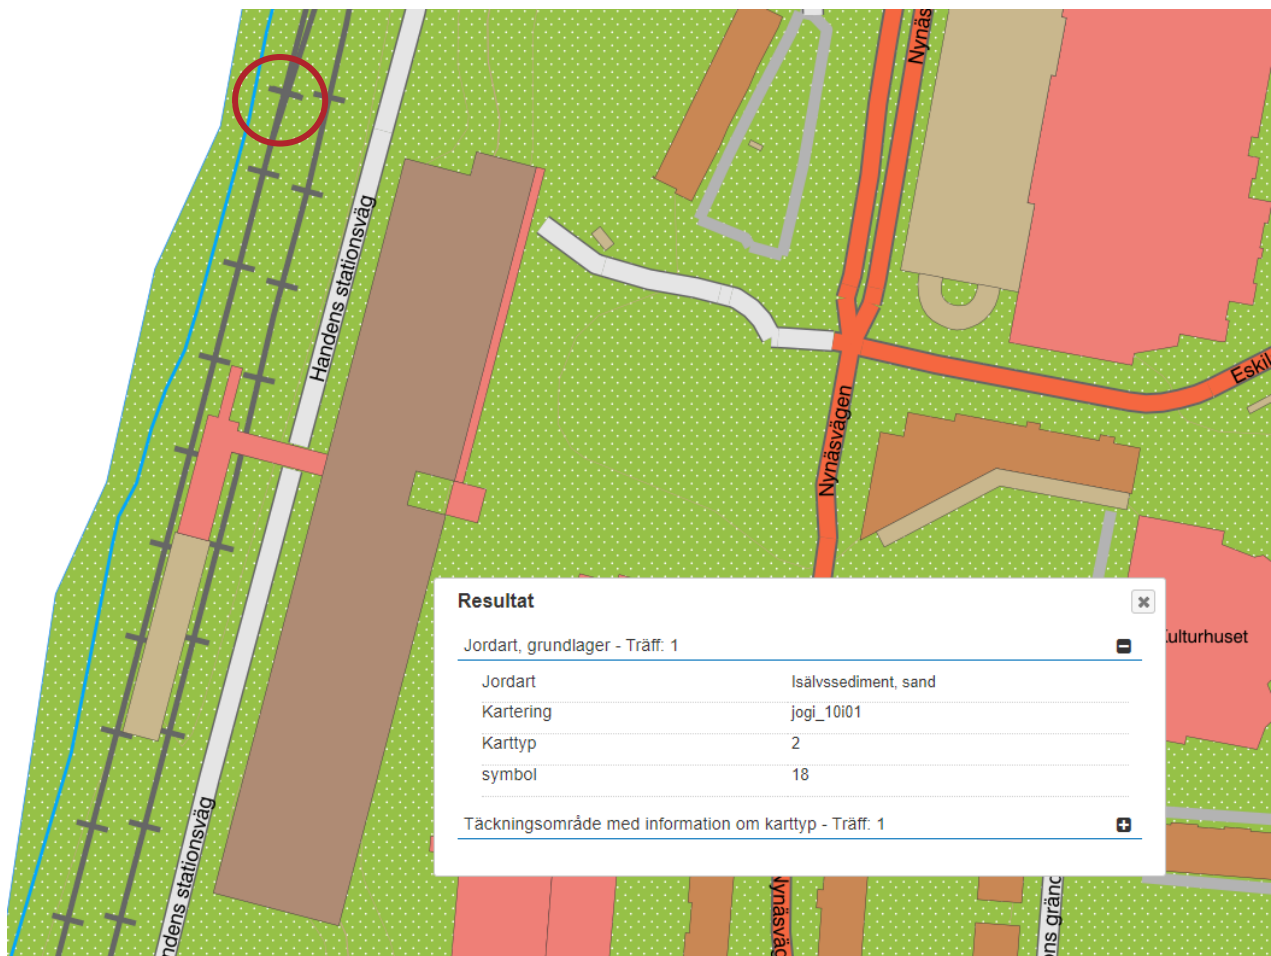 Nynäs
Handens stationsväg
Eskil
Nynäsvägen
Resultat
Jordart, grundlager - Träff: 1
Jordart Isälvssediment, sand
Kartering jogi_10i01
Karttyp 2
symbol 18
Täckningsområde med information om karttyp - Träff: 1
ulturhuset
ndens stationsväg
Nynäsväg
ns gränd